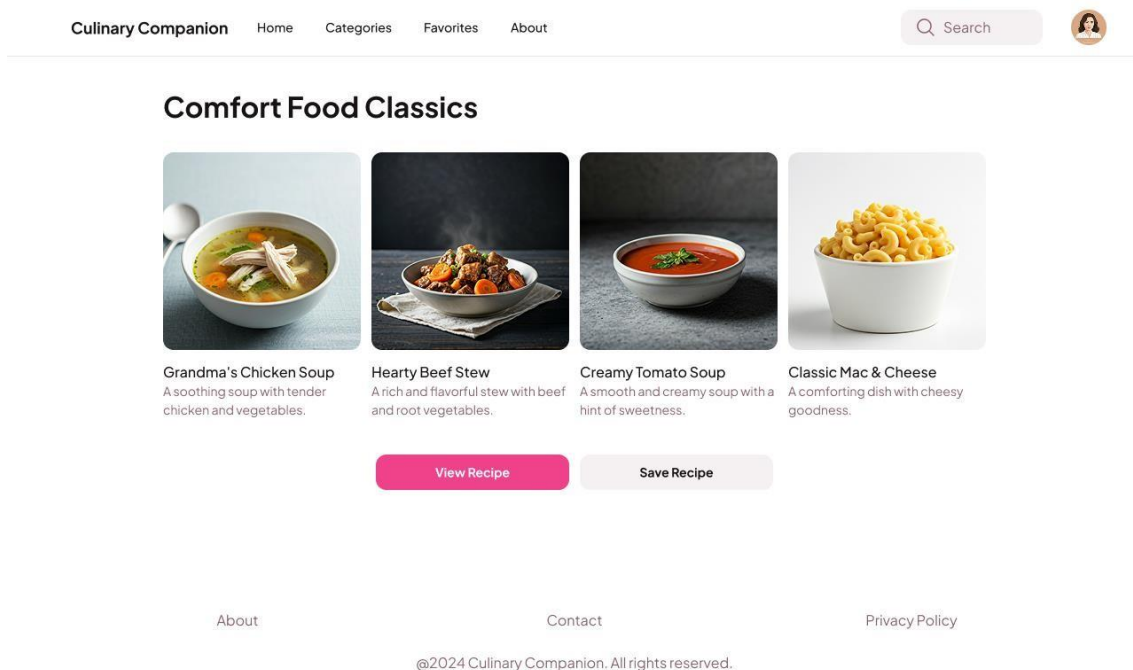 Culinary Companion Home Categories Favorites About Search
Comfort Food Classics
Grandma's Chicken Soup
A soothing soup with tender
chicken and vegetables.
Hearty Beef Stew
A rich and flavorful stew with beef
and root vegetables.
Creamy Tomato Soup
A smooth and creamy soup with a
hint of sweetness.
Classic Mac & Cheese
A comforting dish with cheesy
goodness.
View Recipe Save Recipe
About Contact Privacy Policy
@2024 Culinary Companion. All rights reserved.